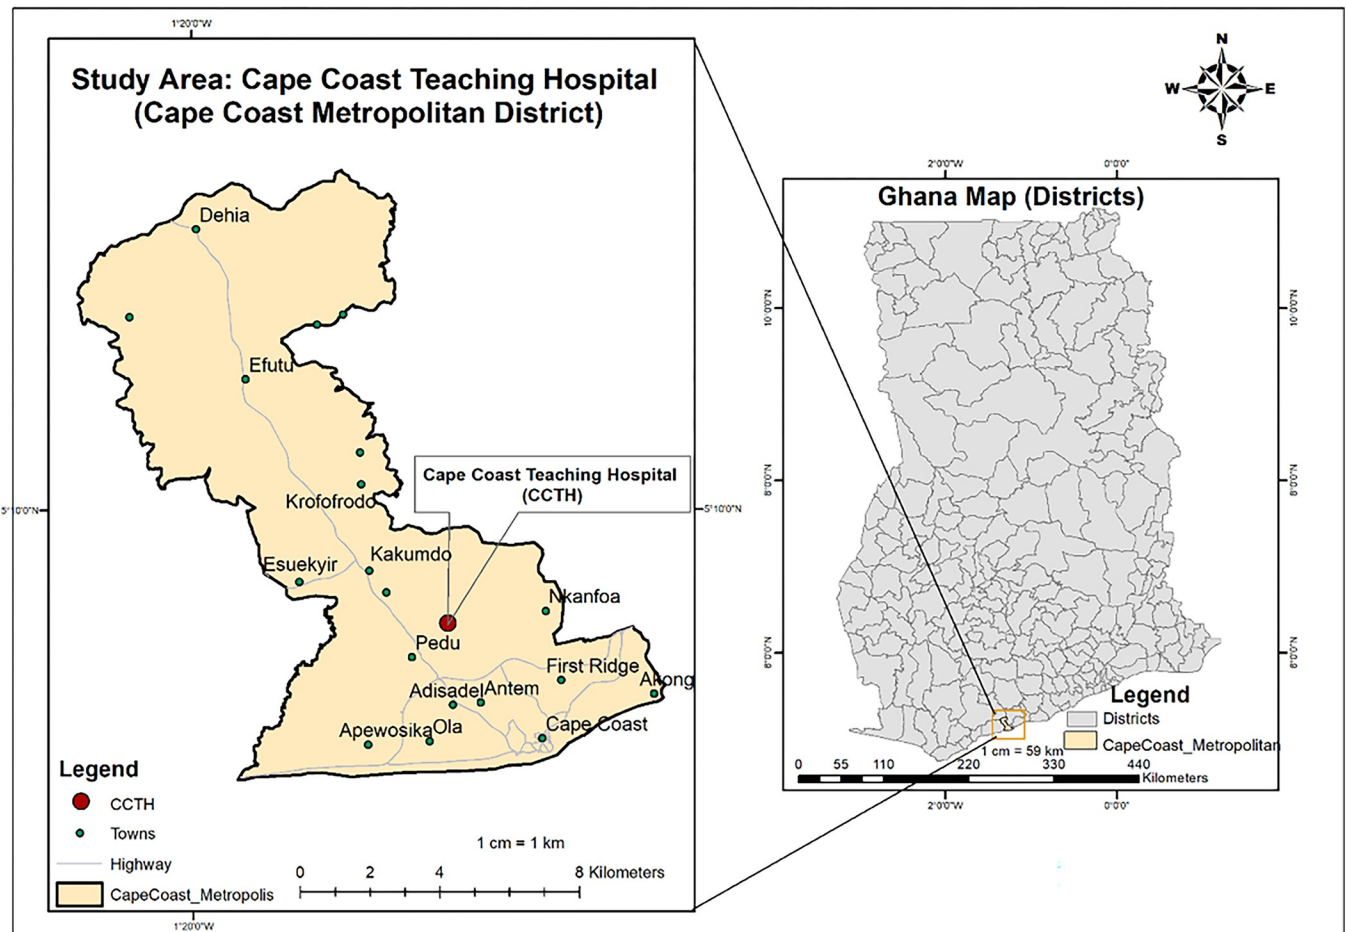 1°20'0"W
Study Area: Cape Coast Teaching Hospital
(Cape Coast Metropolitan District)
Dehia
Efutu
Krofofrodo
Cape Coast Teaching Hospital
(CCTH)
5°10'0"N
5°10'0"N
Esuekyir
Kakumdo
Nkanfoa
Pedu
First Ridge
Akong
Adisadel
Antem
Apewosika
Ola
Cape Coast
Legend
CCTH
Towns
Highway
CapeCoast_Metropolis
1 cm = 1 km
0 2 4 8 Kilometers
1°20'0"W
N
W E
S
2°0'0"W 0°0'0"
Ghana Map (Districts)
10°0'0"N
10°0'0"N
8°0'0"N
8°0'0"N
6°0'0"N
6°0'0"N
Legend
Districts
CapeCoast_Metropolitan
1 cm = 59 km
0 55 110 220 330 440
Kilometers
2°0'0"W 0°0'0"